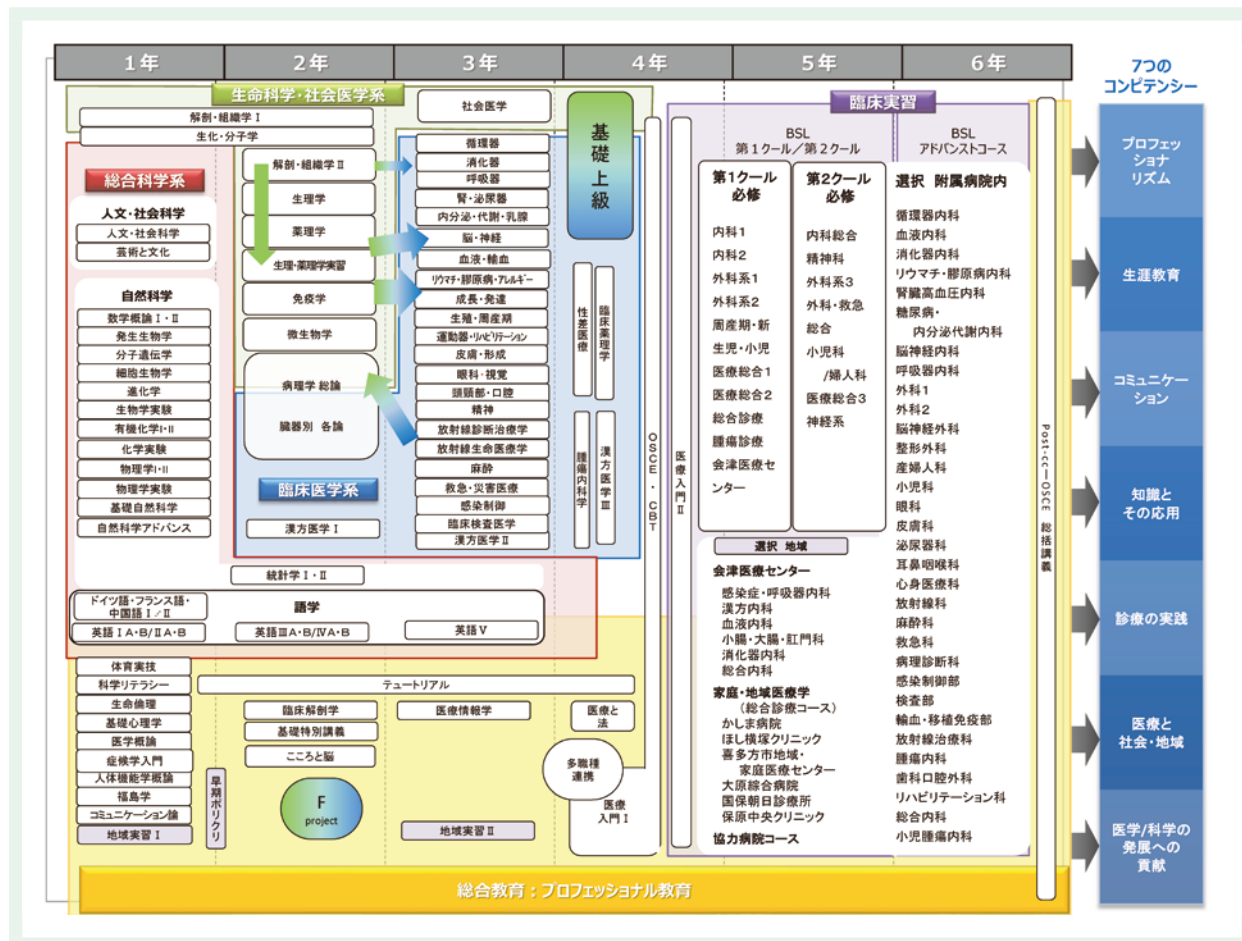 1年
2年
3年
4年
5年
6年
7つの
コンピテンシー
生命科学・社会医学系
解剖・組織学Ⅰ
生化・分子学
総合科学系
人文・社会科学
人文・社会科学
芸術と文化
自然科学
数学概論Ⅰ・Ⅱ
発生生物学
分子遺伝学
細胞生物学
進化学
生物学実験
有機化学Ⅰ・Ⅱ
化学実験
物理学Ⅰ・Ⅱ
物理学実験
基礎自然科学
自然科学アドバンス
統計学Ⅰ・Ⅱ
語学
ドイツ語・フランス語・
中国語Ⅰ/Ⅱ
英語ⅠA・B/ⅡA・B
英語ⅢA・B/ⅣA・B
英語Ⅴ
体育実技
科学リテラシー
生命倫理
基礎心理学
医学概論
症候学入門
人体機能学概論
福島学
コミュニケーション論
地域実習Ⅰ
早期ポリクリ
解剖・組織学Ⅱ
生理学
薬理学
生理・薬理学実習
免疫学
微生物学
病理学 総論
臓器別 各論
臨床医学系
漢方医学Ⅰ
テュートリアル
臨床解剖学
基礎特別講義
こころと脳
F
project
社会医学
循環器
消化器
呼吸器
腎・泌尿器
内分泌・代謝・乳腺
脳・神経
血液・輸血
リウマチ・膠原病・アレルギー
成長・発達
生殖・周産期
運動器・リハビリテーション
皮膚・形成
眼科・視覚
頭頸部・口腔
精神
放射線診断治療学
放射線生命医療学
麻酔
救急・災害医療
感染制御
臨床検査医学
漢方医学Ⅱ
医療情報学
地域実習Ⅱ
基礎上級
性差医療
臨床薬理学
腫瘍内科学
漢方医学Ⅲ
医療と
法
多職種
連携
医療
入門Ⅰ
OSCE・CBT
医療入門Ⅱ
臨床実習
BSL
第1クール/第2クール
第1クール
必修
内科1
内科2
外科系1
外科系2
周産期・新
生児・小児
医療総合1
医療総合2
総合診療
腫瘍診療
会津医療セ
ンター
第2クール
必修
内科総合
精神科
外科系3
外科・救急
総合
小児科
/婦人科
医療総合3
神経系
選択 地域
会津医療センター
感染症・呼吸器内科
漢方内科
血液内科
小腸・大腸・肛門科
消化器内科
総合内科
家庭・地域医療学
(総合診療コース)
かしま病院
ほし横塚クリニック
喜多方市地域・
家庭医療センター
大原綜合病院
国保朝日診療所
保原中央クリニック
協力病院コース
BSL
アドバンストコース
選択 附属病院内
循環器内科
血液内科
消化器内科
リウマチ・膠原病内科
腎臓高血圧内科
糖尿病・
内分泌代謝内科
脳神経内科
呼吸器内科
外科1
外科2
脳神経外科
整形外科
産婦人科
小児科
眼科
皮膚科
泌尿器科
耳鼻咽喉科
心身医療科
放射線科
麻酔科
救急科
病理診断科
感染制御部
検査部
輸血・移植免疫部
放射線治療科
腫瘍内科
歯科口腔外科
リハビリテーション科
総合内科
小児腫瘍内科
Post-cc-OSCE 総括講義
プロフェッ
ショナ
リズム
生涯教育
コミュニケー
ション
知識と
その応用
診療の実践
医療と
社会・地域
医学/科学の
発展への
貢献
総合教育:プロフェッショナル教育